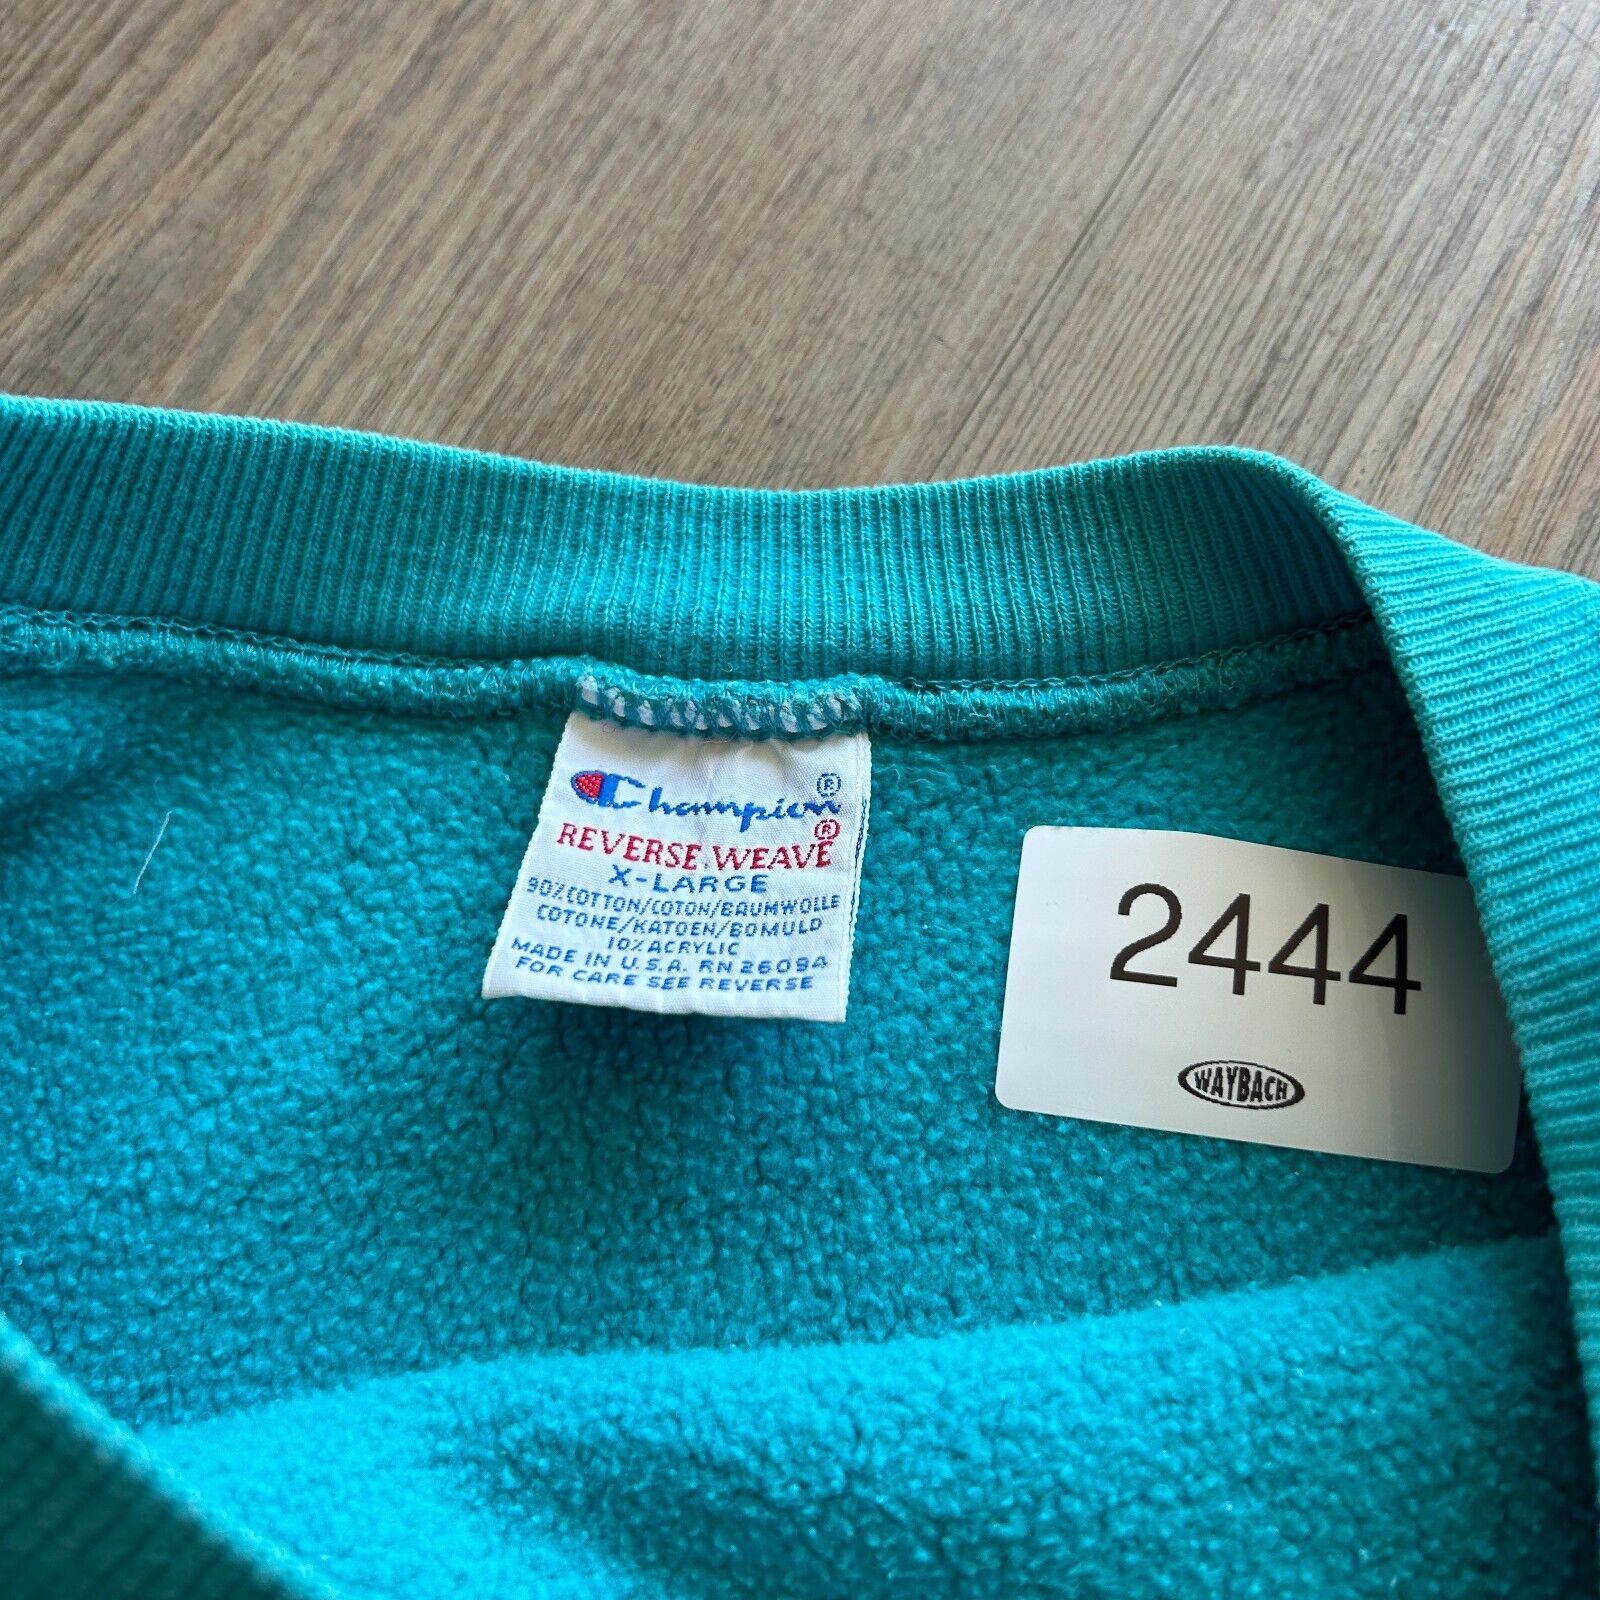 Champion®
REVERSE WEAVE®
X-LARGE
90% COTTON/COTON/BAUMWOLLE
COTONE/KATOEN/BOMULD
10% ACRYLIC
MADE IN U.S.A. RN 26094
FOR CARE SEE REVERSE
2444
WAYBACH